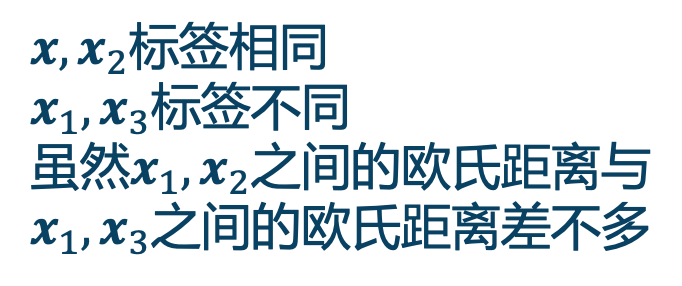 x, x₂标签相同
x₁, x₃标签不同
虽然x₁, x₂之间的欧氏距离与
x₁, x₃之间的欧氏距离差不多